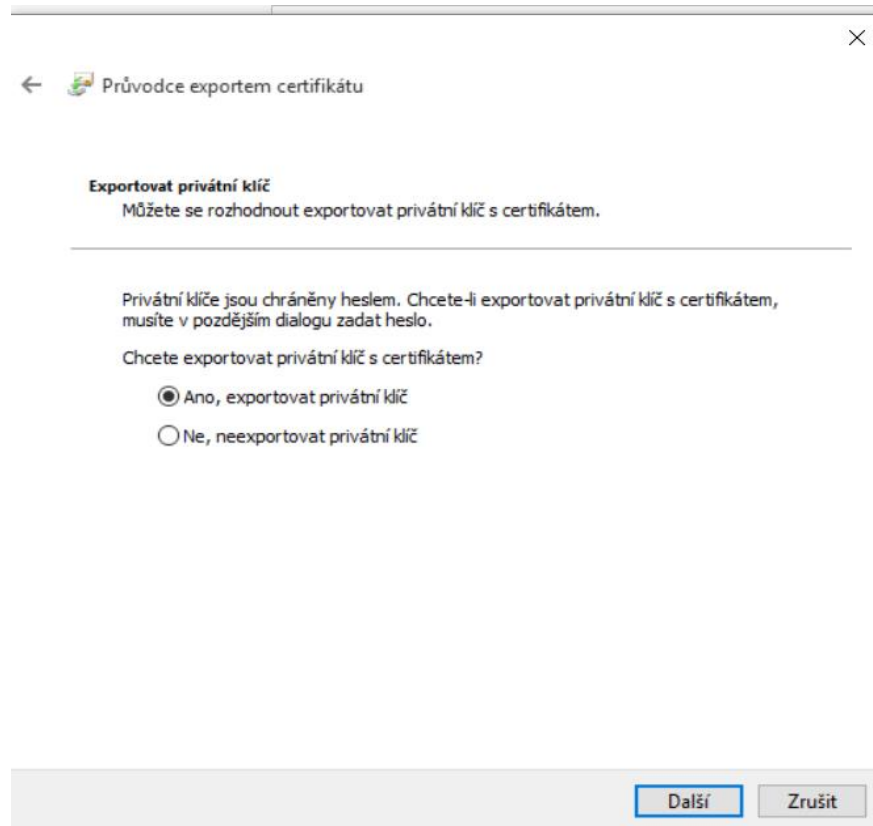 Průvodce exportem certifikátu
Exportovat privátní klíč
Můžete se rozhodnout exportovat privátní klíč s certifikátem.
Privátní klíče jsou chráněny heslem. Chcete-li exportovat privátní klíč s certifikátem,
musíte v pozdějším dialogu zadat heslo.
Chcete exportovat privátní klíč s certifikátem?
Ano, exportovat privátní klíč
Ne, neexportovat privátní klíč
Další Zrušit